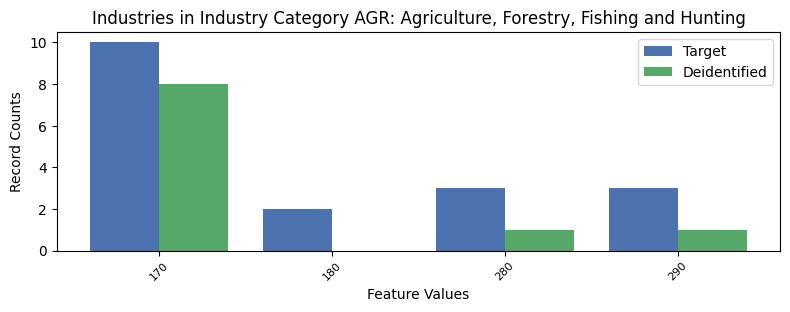 Industries in Industry Category AGR: Agriculture, Forestry, Fishing and Hunting
Target
Deidentified
Record Counts
10
8
6
4
2
0
170
180
280
290
Feature Values